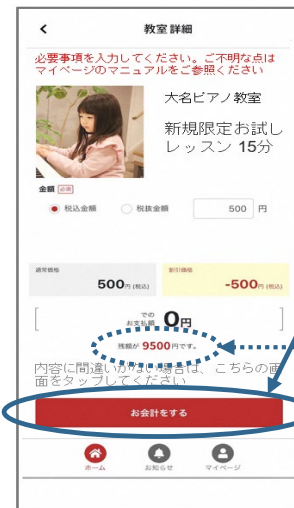 教室詳細
必要事項を入力してください。ご不明な点は
マイページのマニュアルをご参照ください
大名ピアノ教室
新規限定お試し
レッスン 15分
金額 必須
税込金額 税抜金額 500 円
通常価格 割引価格
500円 (税込) -500円 (税込)
での
お支払額 0円
残額が 9500円です。
内容に間違いがない場合は、こちらの画
面をタップしてください
お会計をする
ホーム お知らせ マイページ